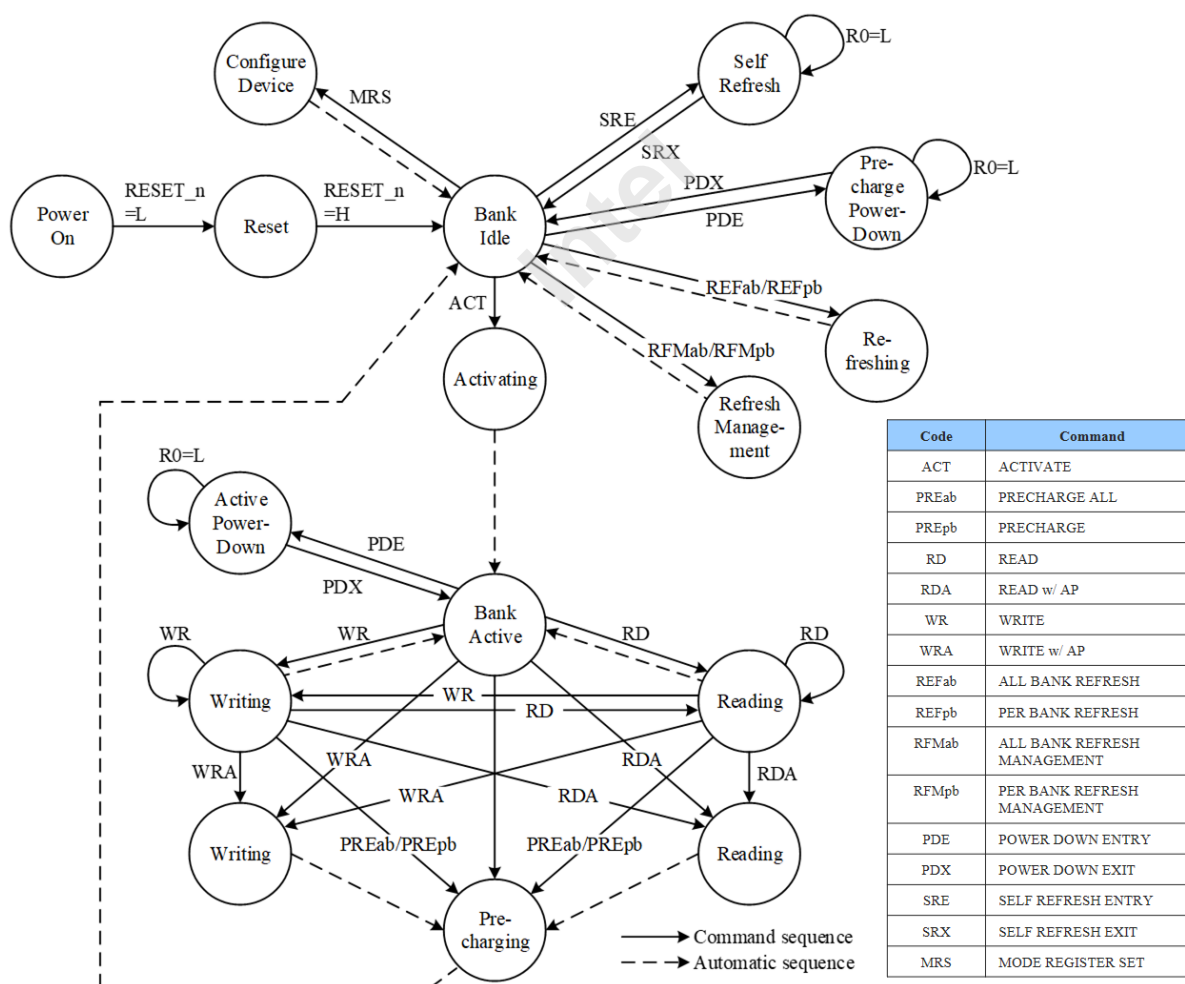 R0=L
Configure
Device
Self
Refresh
MRS
SRE
SRX
R0=L
Pre-
charge
Power-
Down
PDX
PDE
RESET_n
=L
RESET_n
=H
Power
On
Reset
Bank
Idle
intel
REFab/REFpb
ACT
Re-
freshing
RFMab/RFMpb
Activating
Refresh
Manage-
ment
R0=L
Active
Power-
Down
PDE
PDX
Bank
Active
WR
WR
RD
RD
Writing
WR
RD
Reading
WRA
WRA
WRA
RDA
RDA
RDA
Writing
PREab/PREpb
PREab/PREpb
Reading
Pre-
charging
Command sequence
Automatic sequence
Code Command
ACT ACTIVATE
PREab PRECHARGE ALL
PREpb PRECHARGE
RD READ
RDA READ w/ AP
WR WRITE
WRA WRITE w/ AP
REFab ALL BANK REFRESH
REFpb PER BANK REFRESH
RFMab ALL BANK REFRESH
MANAGEMENT
RFMpb PER BANK REFRESH
MANAGEMENT
PDE POWER DOWN ENTRY
PDX POWER DOWN EXIT
SRE SELF REFRESH ENTRY
SRX SELF REFRESH EXIT
MRS MODE REGISTER SET